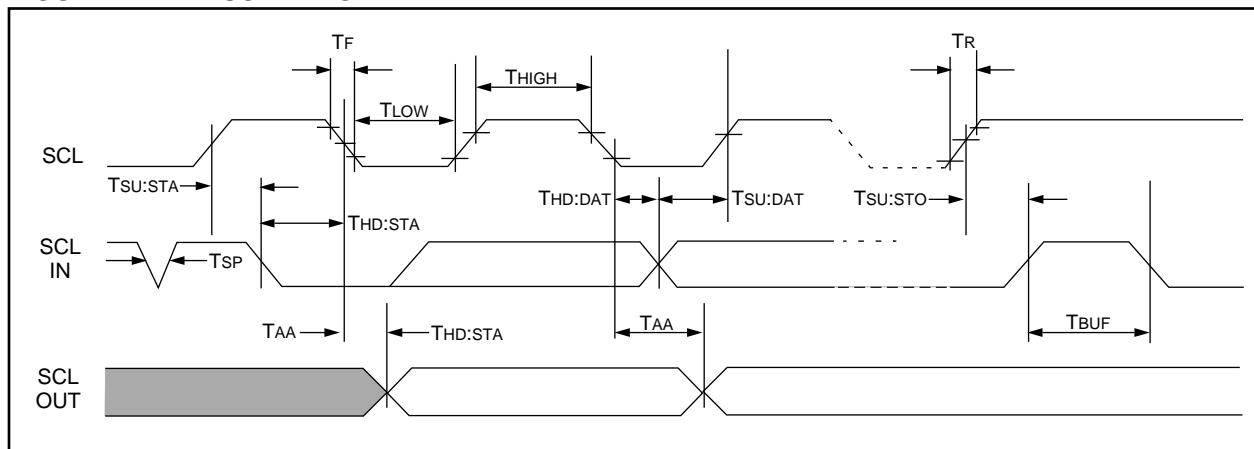 TF
TR
THIGH
TLOW
SCL
TSU:STA
THD:DAT
TSU:DAT
TSU:STO
THD:STA
SCL
IN
TSP
TAA
THD:STA
TAA
TBUF
SCL
OUT